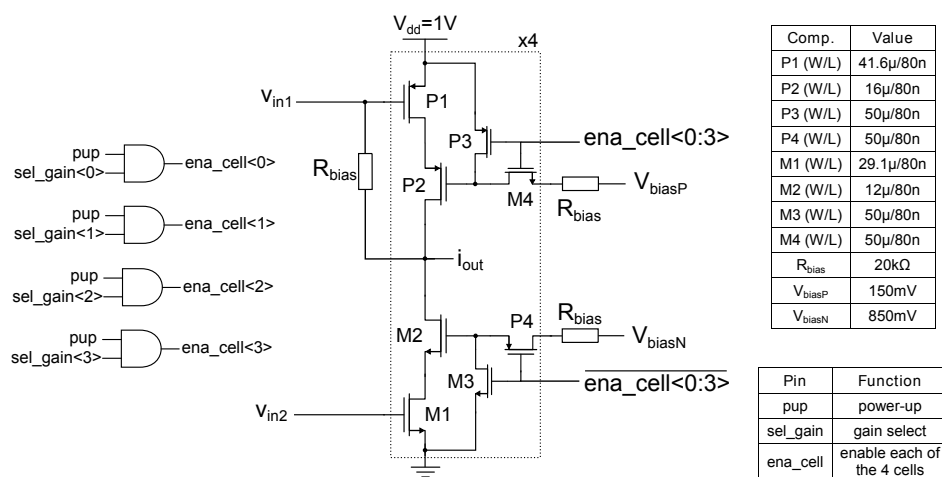 V_dd=1V
x4
v_in1
P1
P3
ena_cell<0:3>
P2
M4
R_bias
V_biasP
R_bias
i_out
pup
sel_gain<0>
ena_cell<0>
pup
sel_gain<1>
ena_cell<1>
pup
sel_gain<2>
ena_cell<2>
pup
sel_gain<3>
ena_cell<3>
M2
P4
R_bias
V_biasN
M3
ena_cell<0:3>
v_in2
M1
Comp. Value
P1 (W/L) 41.6µ/80n
P2 (W/L) 16µ/80n
P3 (W/L) 50µ/80n
P4 (W/L) 50µ/80n
M1 (W/L) 29.1µ/80n
M2 (W/L) 12µ/80n
M3 (W/L) 50µ/80n
M4 (W/L) 50µ/80n
R_bias 20kΩ
V_biasP 150mV
V_biasN 850mV
Pin Function
pup power-up
sel_gain gain select
ena_cell enable each of
the 4 cells